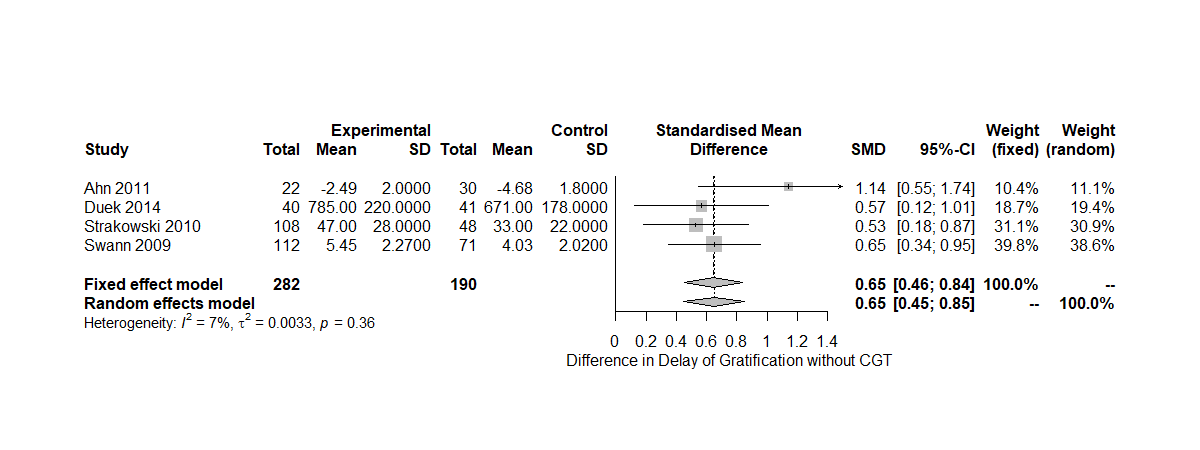 Experimental Control Standardised Mean Weight Weight
Study Total Mean SD Total Mean SD Difference SMD 95%-CI (fixed) (random)
Ahn 2011 22 -2.49 2.0000 30 -4.68 1.8000 1.14 [0.55; 1.74] 10.4% 11.1%
Duek 2014 40 785.00 220.0000 41 671.00 178.0000 0.57 [0.12; 1.01] 18.7% 19.4%
Strakowski 2010 108 47.00 28.0000 48 33.00 22.0000 0.53 [0.18; 0.87] 31.1% 30.9%
Swann 2009 112 5.45 2.2700 71 4.03 2.0200 0.65 [0.34; 0.95] 39.8% 38.6%
Fixed effect model 282 190 0.65 [0.46; 0.84] 100.0% --
Random effects model 0.65 [0.45; 0.85] -- 100.0%
Heterogeneity: I² = 7%, τ² = 0.0033, p = 0.36
0 0.2 0.4 0.6 0.8 1 1.2 1.4
Difference in Delay of Gratification without CGT